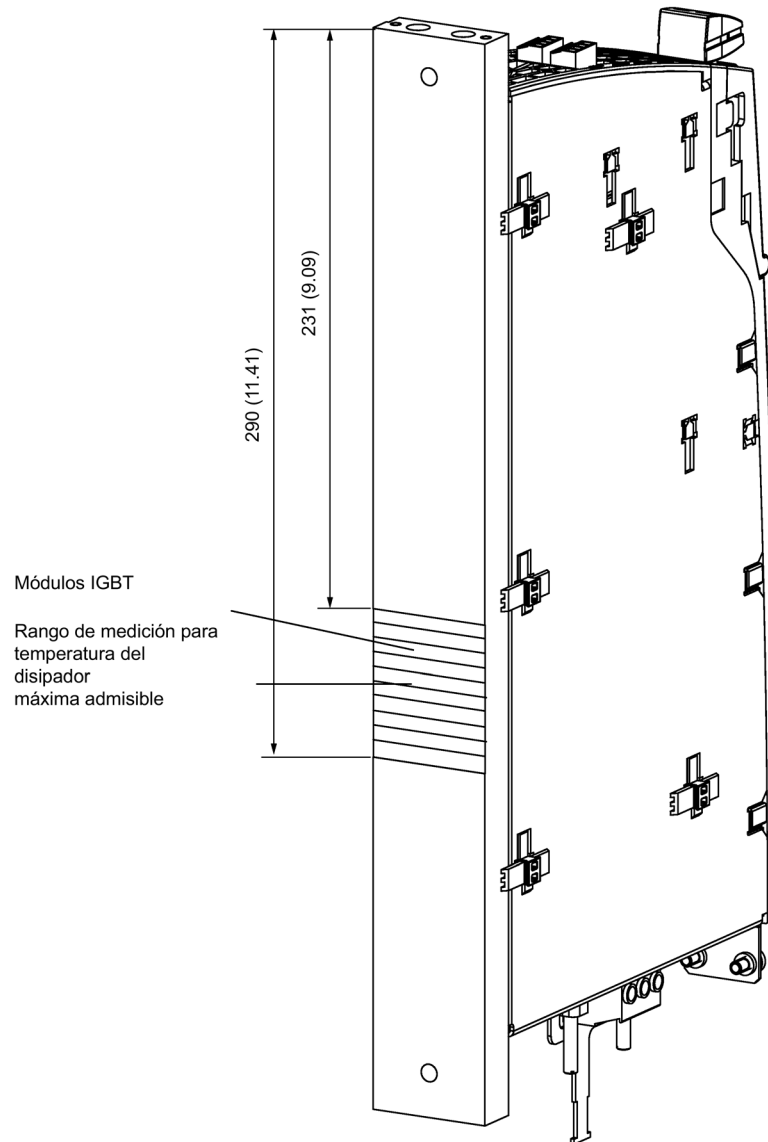 231 (9.09)
290 (11.41)
Módulos IGBT
Rango de medición para
temperatura del
disipador
máxima admisible